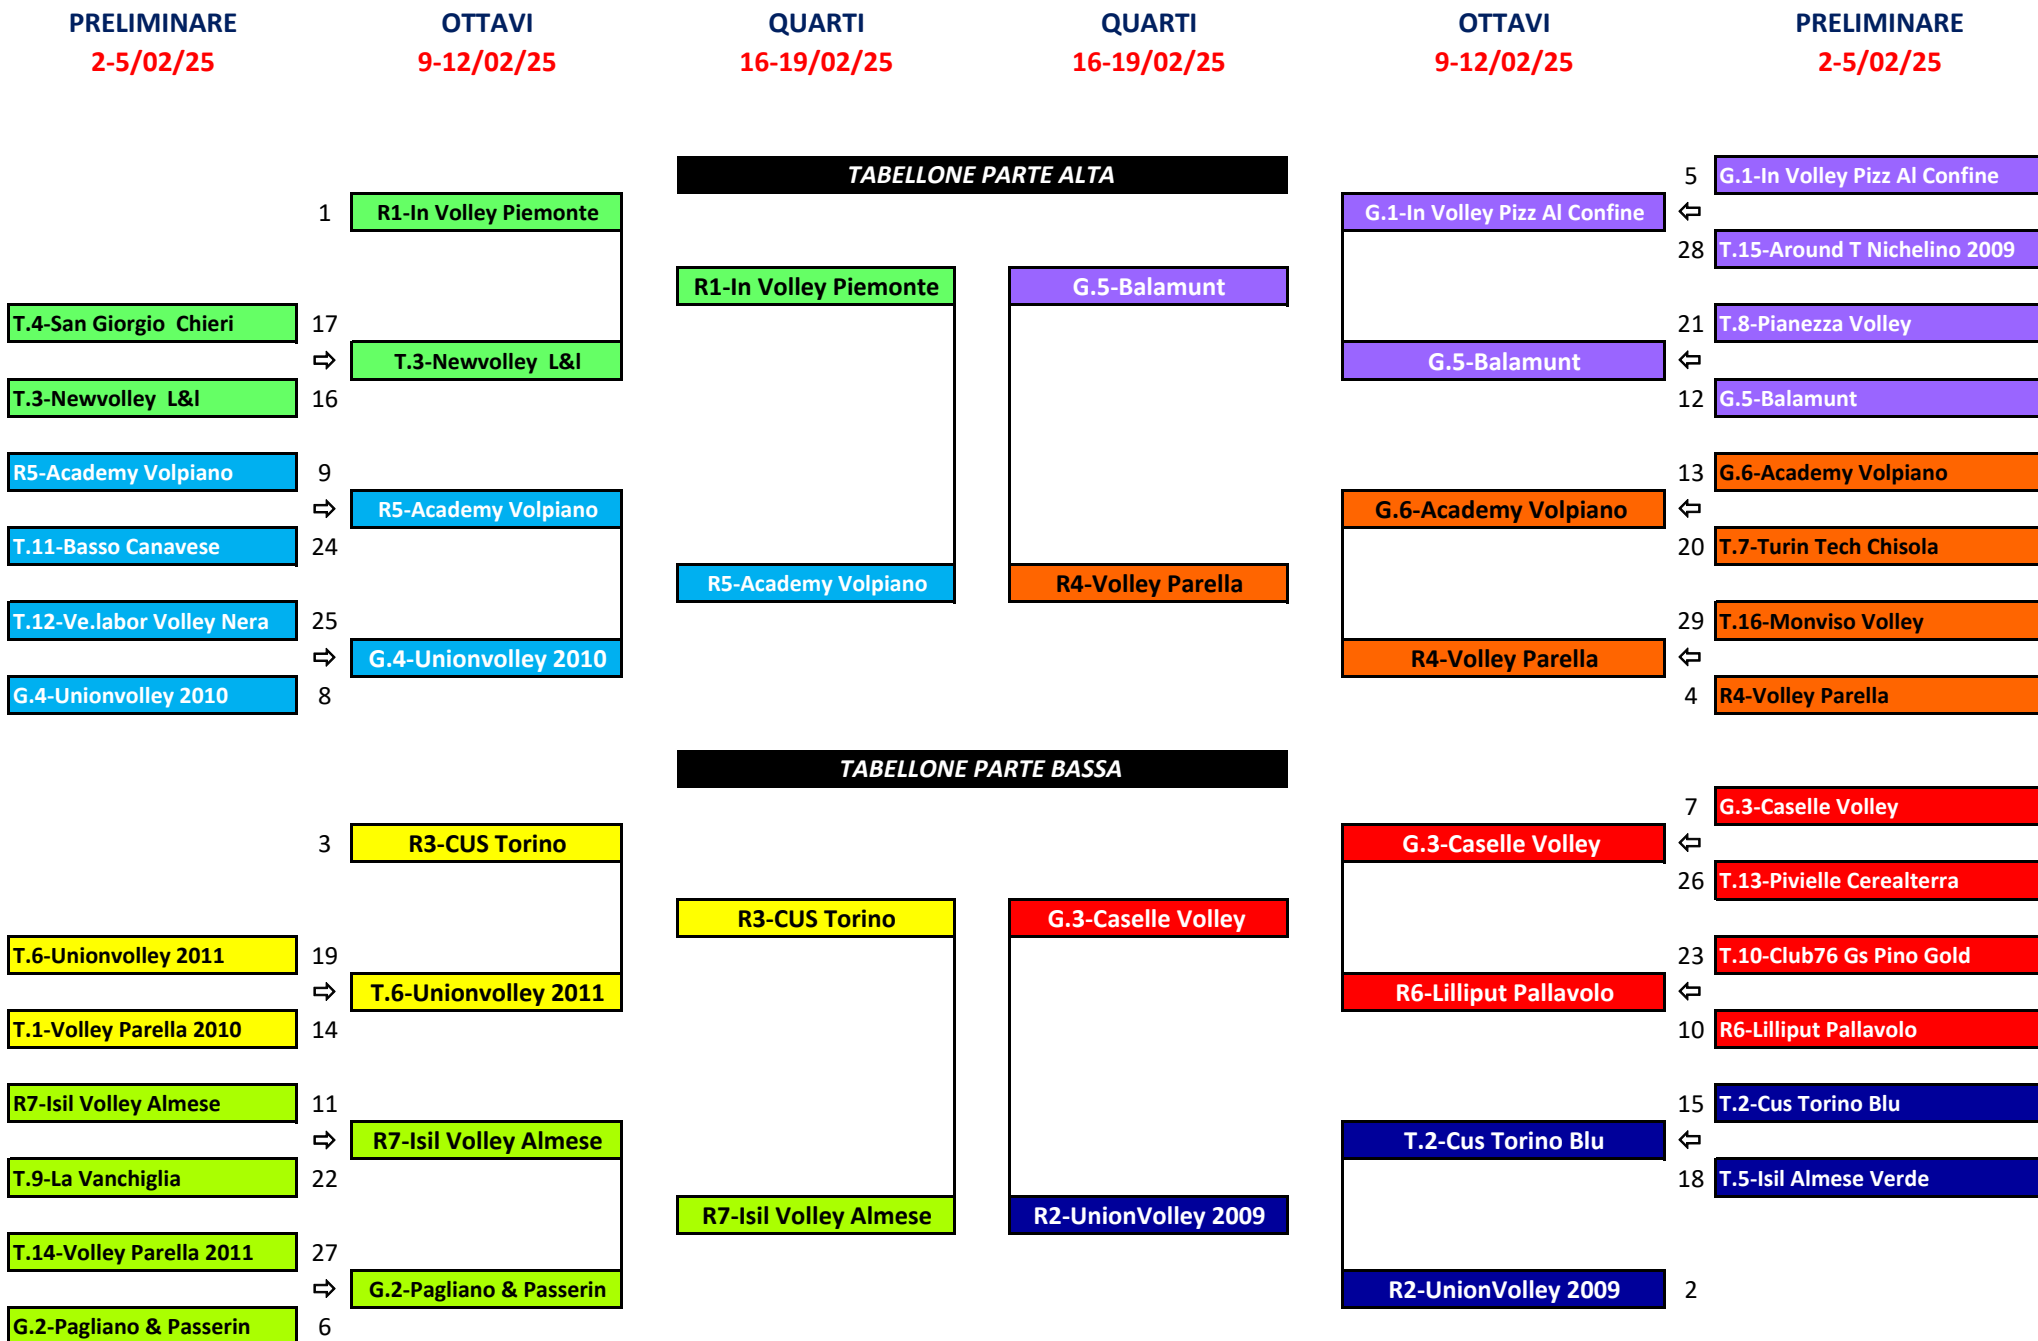 PRELIMINARE OTTAVI QUARTI QUARTI OTTAVI PRELIMINARE
2-5/02/25 9-12/02/25 16-19/02/25 16-19/02/25 9-12/02/25 2-5/02/25
TABELLONE PARTE ALTA 5 G.1-In Volley Pizz Al Confine
1 R1-In Volley Piemonte G.1-In Volley Pizz Al Confine ⇦
28 T.15-Around T Nichelino 2009
R1-In Volley Piemonte G.5-Balamunt
T.4-San Giorgio Chieri 17 21 T.8-Pianezza Volley
⇨ T.3-Newvolley L&l G.5-Balamunt ⇦
T.3-Newvolley L&l 16 12 G.5-Balamunt
R5-Academy Volpiano 9 13 G.6-Academy Volpiano
⇨ R5-Academy Volpiano G.6-Academy Volpiano ⇦
T.11-Basso Canavese 24 20 T.7-Turin Tech Chisola
R5-Academy Volpiano R4-Volley Parella
T.12-Ve.labor Volley Nera 25 29 T.16-Monviso Volley
⇨ G.4-Unionvolley 2010 R4-Volley Parella ⇦
G.4-Unionvolley 2010 8 4 R4-Volley Parella
TABELLONE PARTE BASSA
7 G.3-Caselle Volley
3 R3-CUS Torino G.3-Caselle Volley ⇦
26 T.13-Pivielle Cerealterra
R3-CUS Torino G.3-Caselle Volley
T.6-Unionvolley 2011 19 23 T.10-Club76 Gs Pino Gold
⇨ T.6-Unionvolley 2011 R6-Lilliput Pallavolo ⇦
T.1-Volley Parella 2010 14 10 R6-Lilliput Pallavolo
R7-Isil Volley Almese 11 15 T.2-Cus Torino Blu
⇨ R7-Isil Volley Almese T.2-Cus Torino Blu ⇦
T.9-La Vanchiglia 22 18 T.5-Isil Almese Verde
R7-Isil Volley Almese R2-UnionVolley 2009
T.14-Volley Parella 2011 27
⇨ G.2-Pagliano & Passerin R2-UnionVolley 2009 2
G.2-Pagliano & Passerin 6